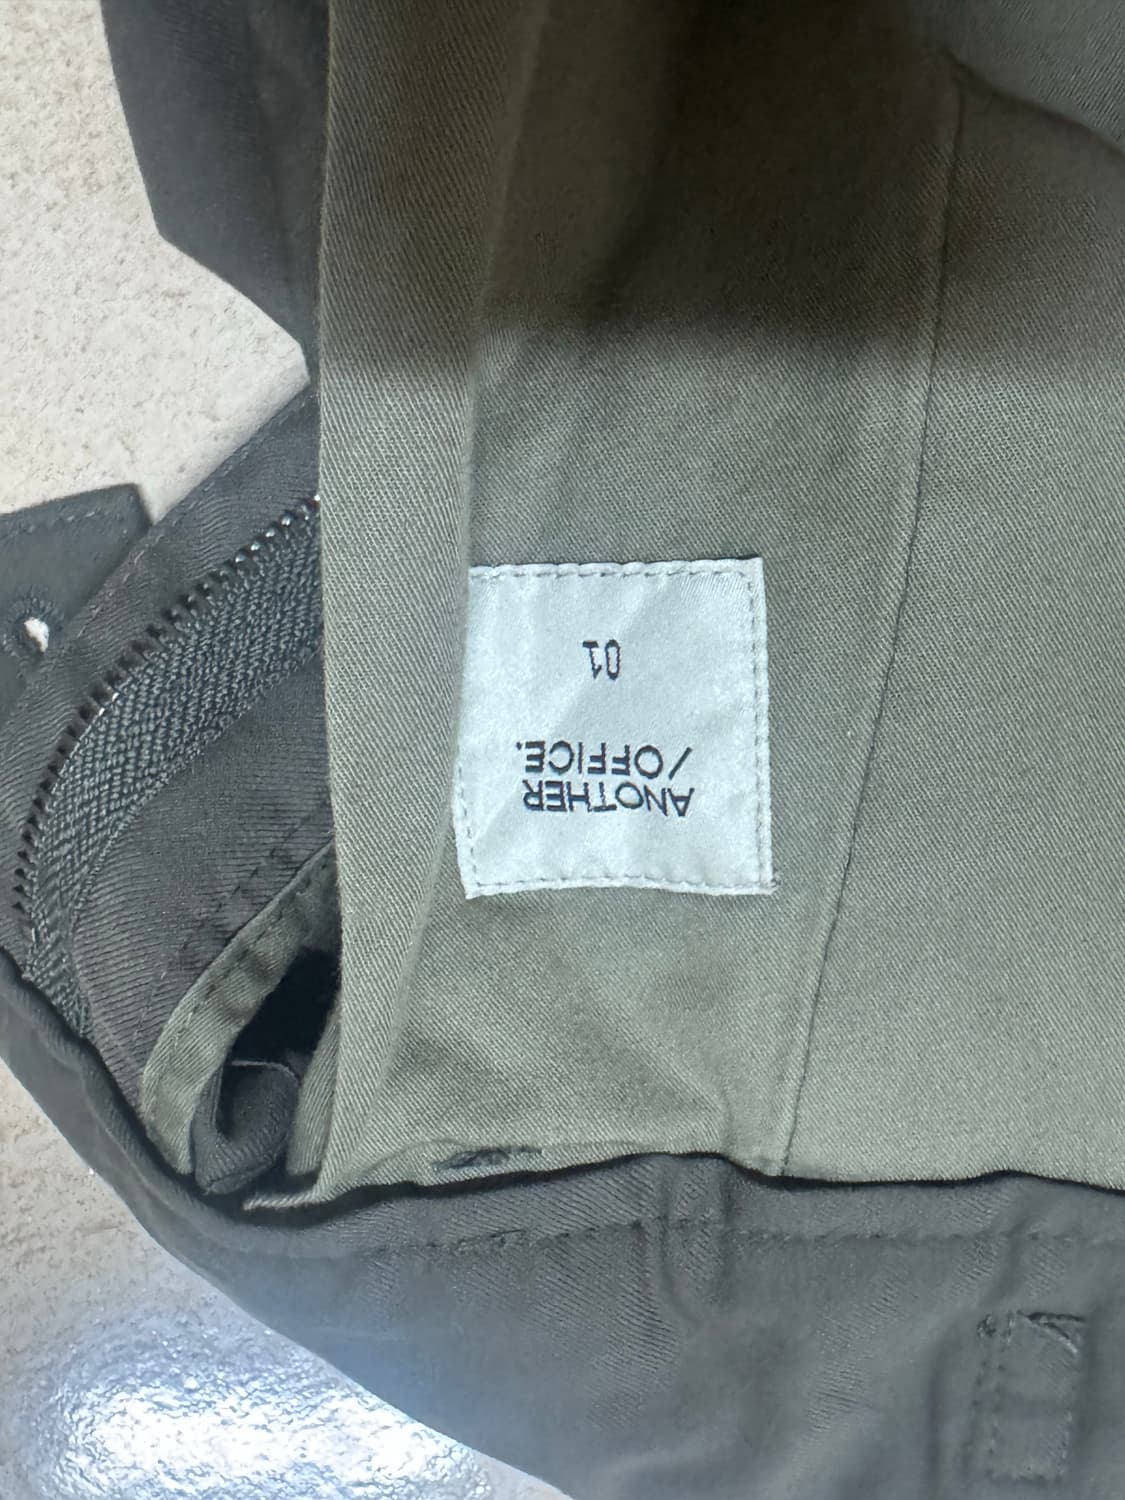 ANOTHER
/OFFICE.
01